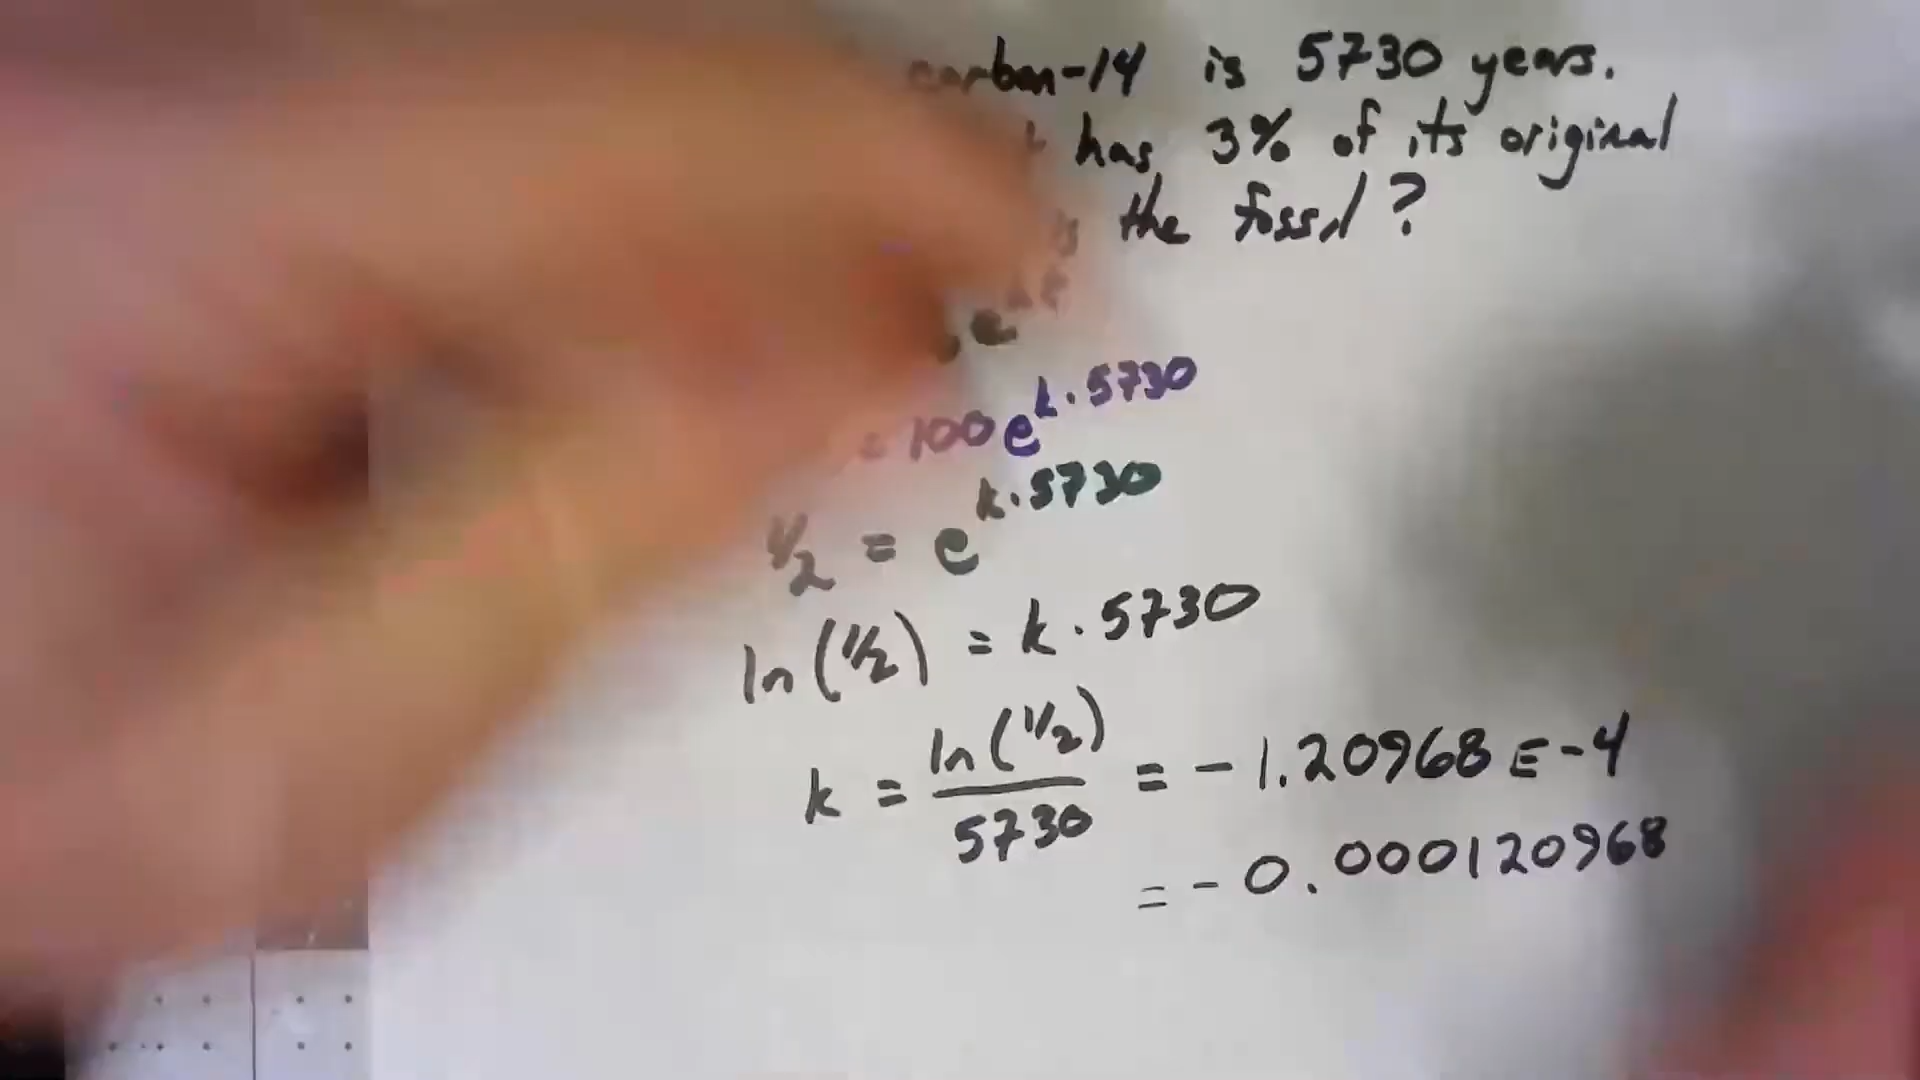 carbon-14 is 5730 years.
has 3% of its original
is the fossil?
e
= 100e^k.5730
1/2 = e^k.5730
ln(1/2) = k.5730
k = ln(1/2)/5730 = -1.20968 E-4
= -0.000120968